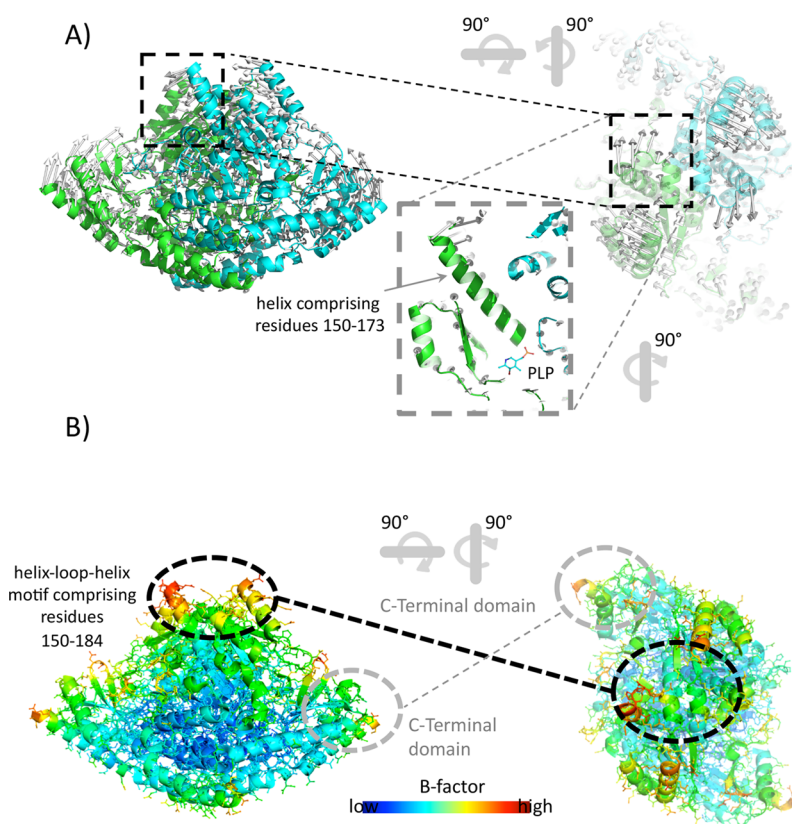 A)
90°
90°
helix comprising
residues 150-173
PLP
90°
B)
90°
90°
helix-loop-helix
motif comprising
residues
150-184
C-Terminal domain
C-Terminal
domain
B-factor
low
high